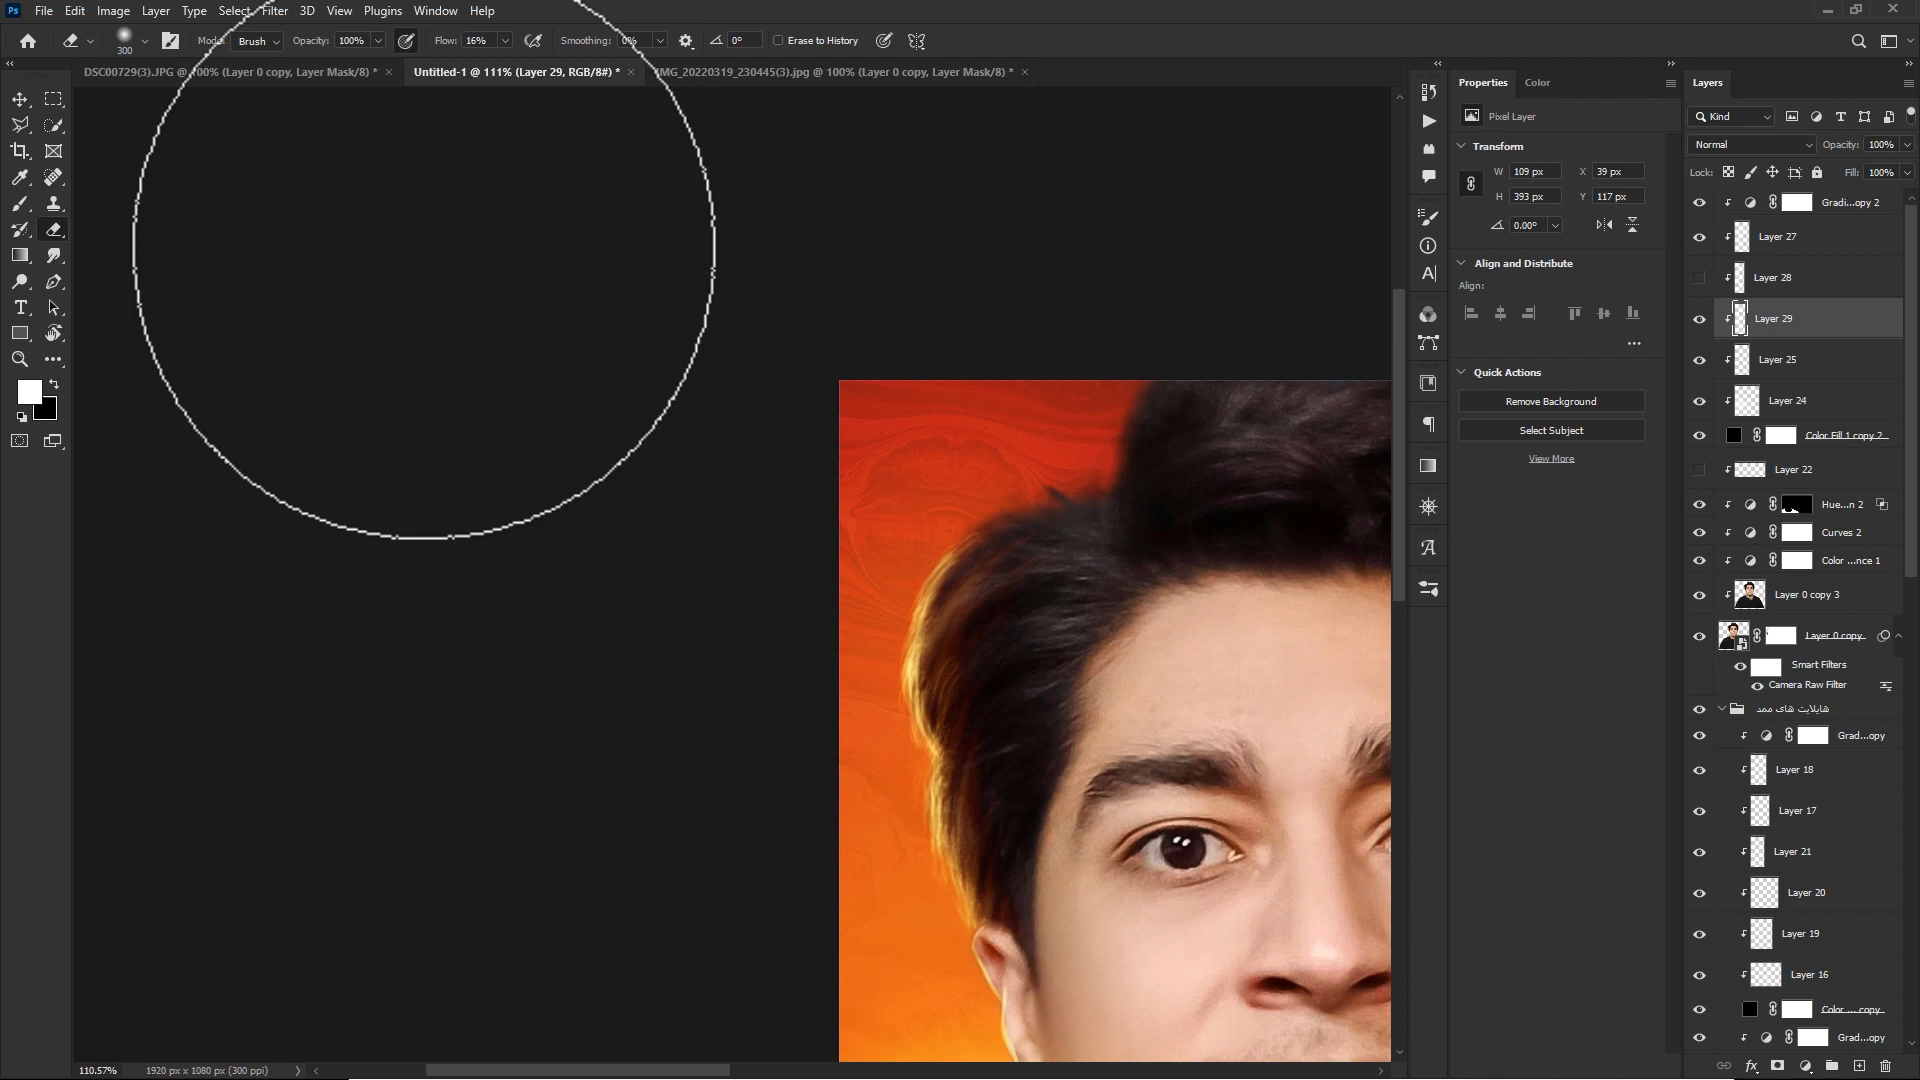 Ps File Edit Image Layer Type Select Filter 3D View Plugins Window Help
300 Mode: Brush Opacity: 100% Flow: 16% Smoothing: 0% 0° Erase to History
DSC00729(3).JPG @ 100% (Layer 0 copy, Layer Mask/8) * × Untitled-1 @ 111% (Layer 29, RGB/8#) * × IMG_20220319_230445(3).jpg @ 100% (Layer 0 copy, Layer Mask/8) * ×
Properties Color
Pixel Layer
Transform
W 109 px X 39 px
H 393 px Y 117 px
0.00°
Align and Distribute
Align:
Quick Actions
Remove Background
Select Subject
View More
Layers
Kind
Normal Opacity: 100%
Lock: Fill: 100%
Gradi...opy 2
Layer 27
Layer 28
Layer 29
Layer 25
Layer 24
Color Fill 1 copy 2
Layer 22
Hue...n 2
Curves 2
Color ...nce 1
Layer 0 copy 3
Layer 0 copy
Smart Filters
Camera Raw Filter
هایلایت های ممد
Grad...opy
Layer 18
Layer 17
Layer 21
Layer 20
Layer 19
Layer 16
Color ... copy
Grad...opy
110.57% 1920 px x 1080 px (300 ppi)